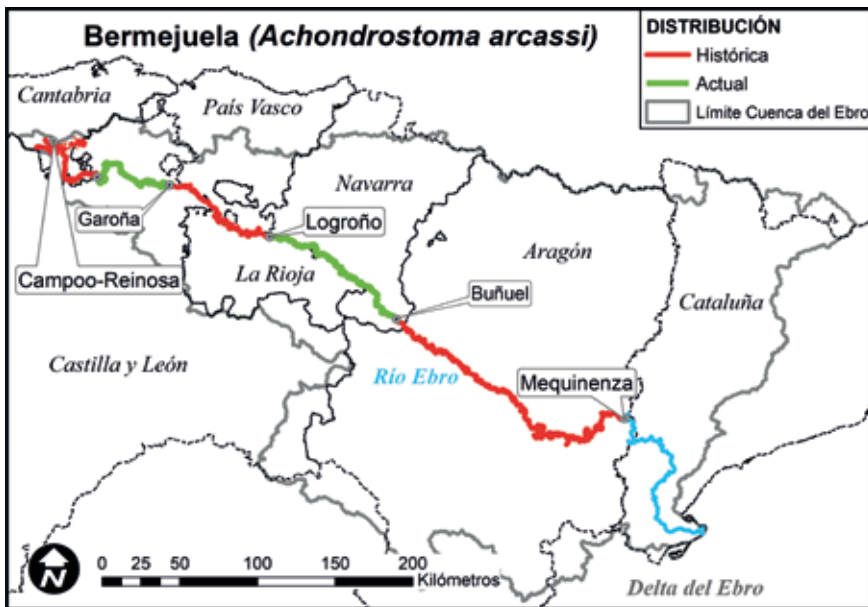 Bermejuela (Achondrostoma arcassi)
DISTRIBUCIÓN
Histórica
Actual
Límite Cuenca del Ebro
Cantabria
País Vasco
Navarra
Garoña
Logroño
Aragón
Campoo-Reinosa
La Rioja
Buñuel
Cataluña
Castilla y León
Río Ebro
Mequinenza
N
0 25 50 100 150 200
Kilómetros
Delta del Ebro